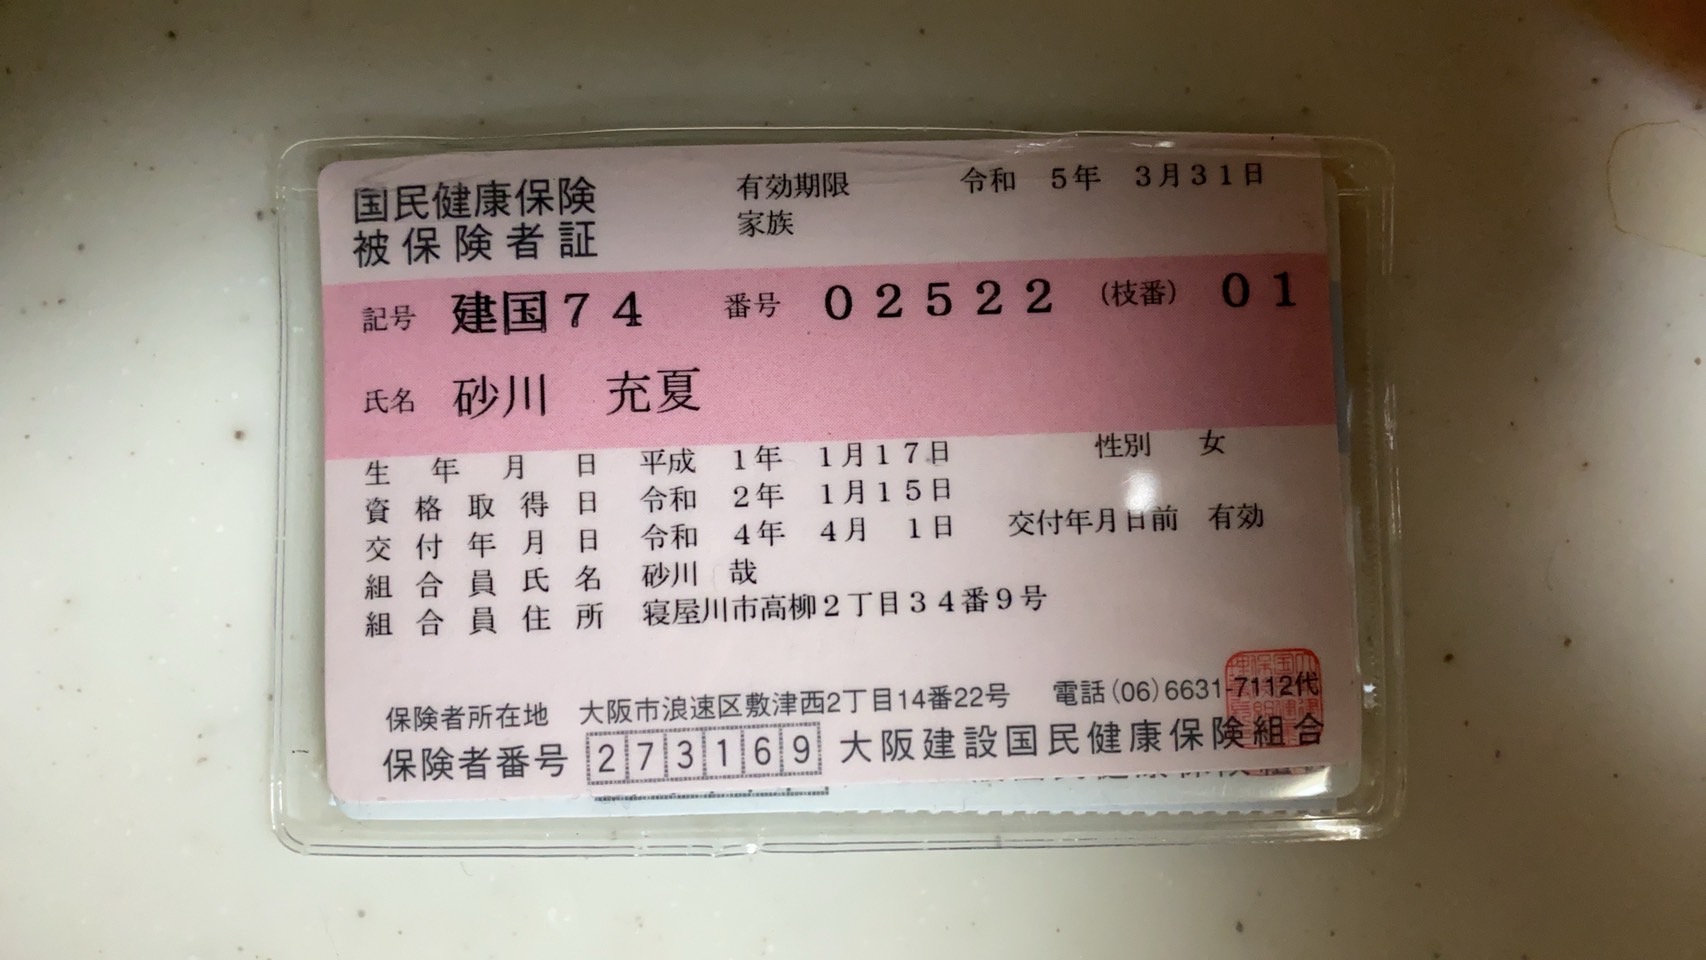 国民健康保険
被保険者証
有効期限 令和 5年 3月31日
家族
記号 建国74 番号 02522 (枝番) 01
氏名 砂川 充夏
生年月日 平成 1年 1月17日 性別 女
資格取得日 令和 2年 1月15日
交付年月日 令和 4年 4月 1日 交付年月日前 有効
組合員氏名 砂川 哉
組合員住所 寝屋川市高柳2丁目34番9号
保険者所在地 大阪市浪速区敷津西2丁目14番22号 電話(06)6631-7112代
保険者番号 273169 大阪建設国民健康保険組合